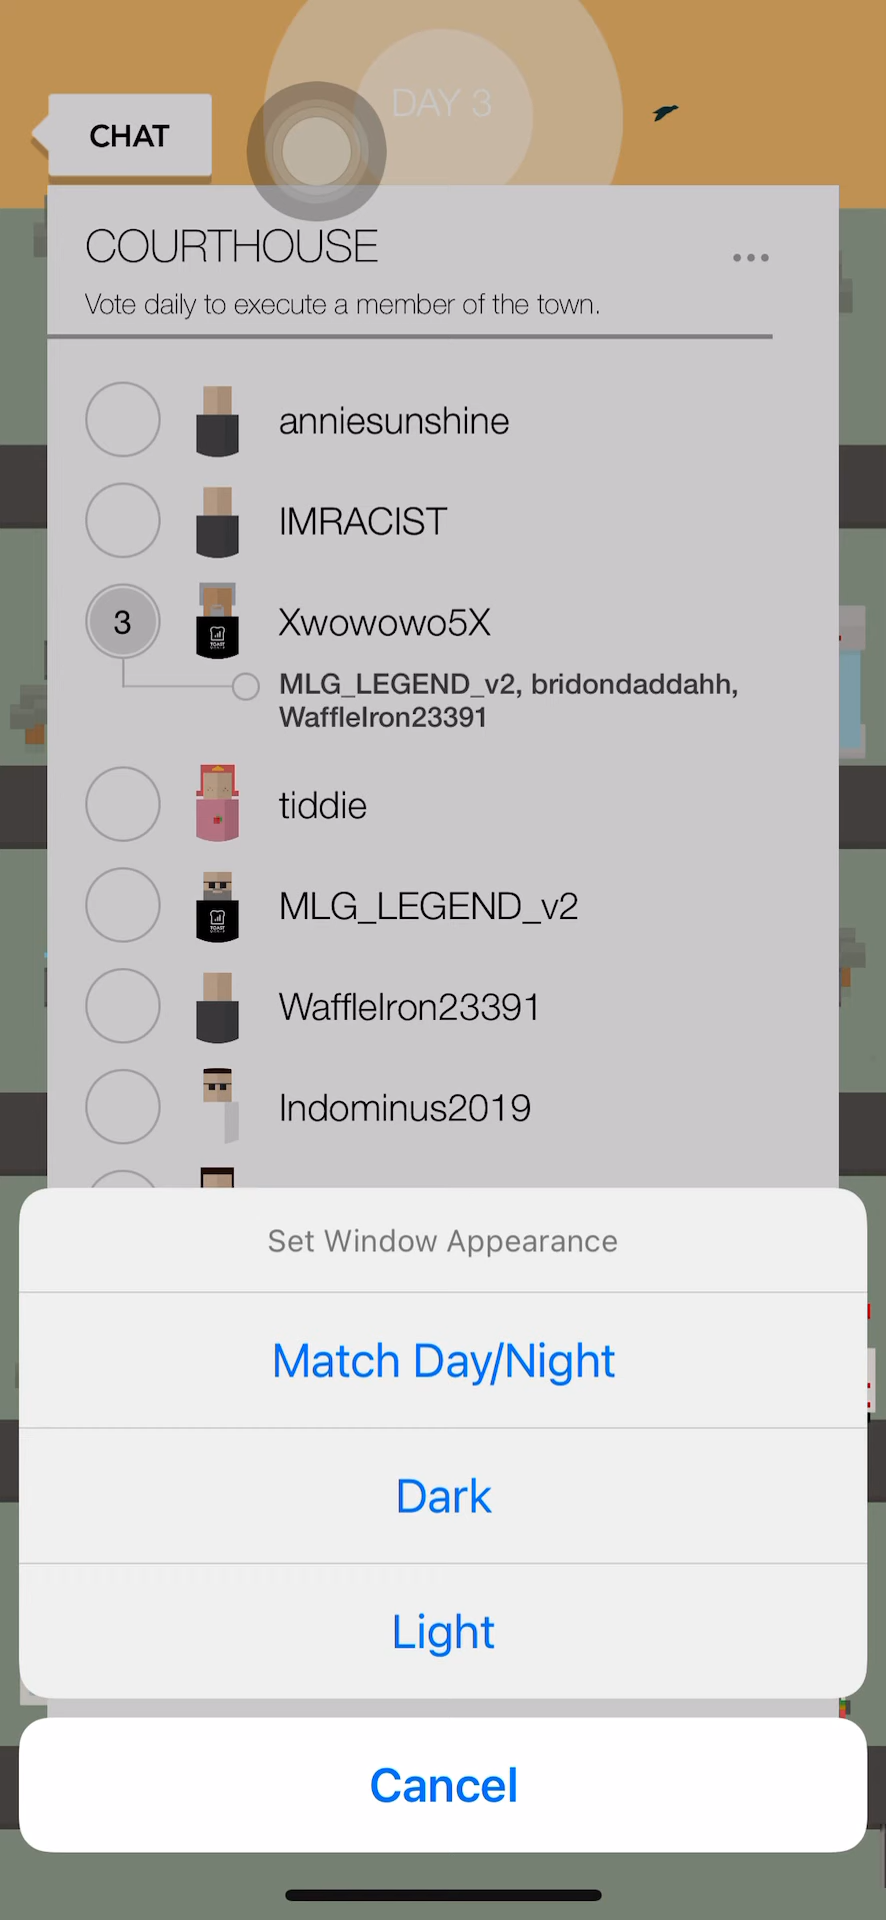 DAY 3
CHAT
COURTHOUSE
Vote daily to execute a member of the town.
anniesunshine
IMRACIST
3
Xwowowo5X
MLG_LEGEND_v2, bridondaddahh,
WaffleIron23391
tiddie
MLG_LEGEND_v2
WaffleIron23391
Indominus2019
Set Window Appearance
Match Day/Night
Dark
Light
Cancel